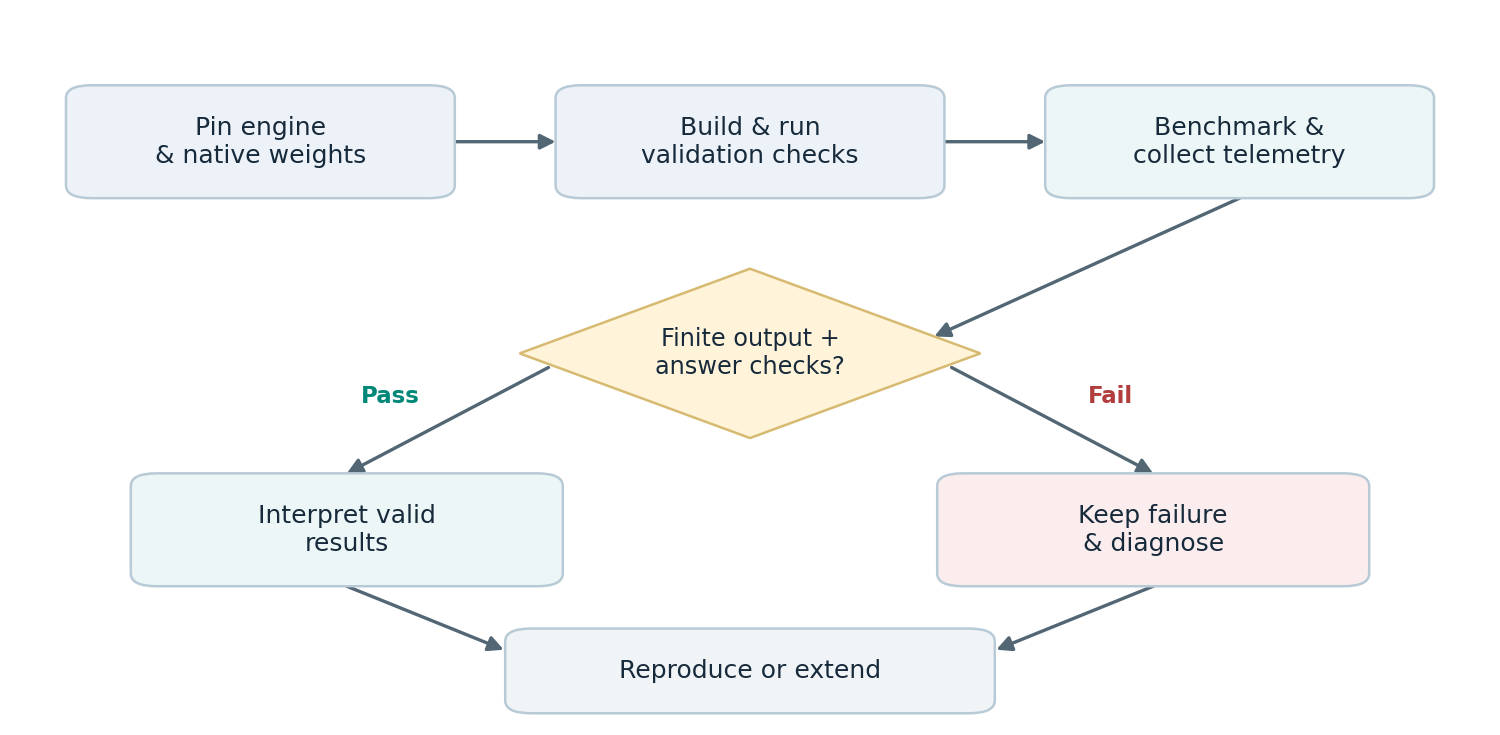 Pin engine
& native weights
Build & run
validation checks
Benchmark &
collect telemetry
Finite output +
answer checks?
Pass
Fail
Interpret valid
results
Keep failure
& diagnose
Reproduce or extend